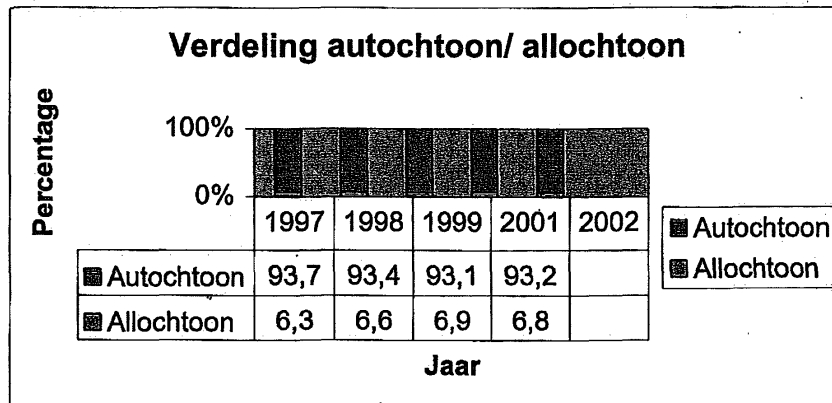 Verdeling autochtoon/ allochtoon
Percentage
100%
0%
1997 1998 1999 2001 2002
Autochtoon 93,7 93,4 93,1 93,2
Allochtoon 6,3 6,6 6,9 6,8
Jaar
Autochtoon
Allochtoon